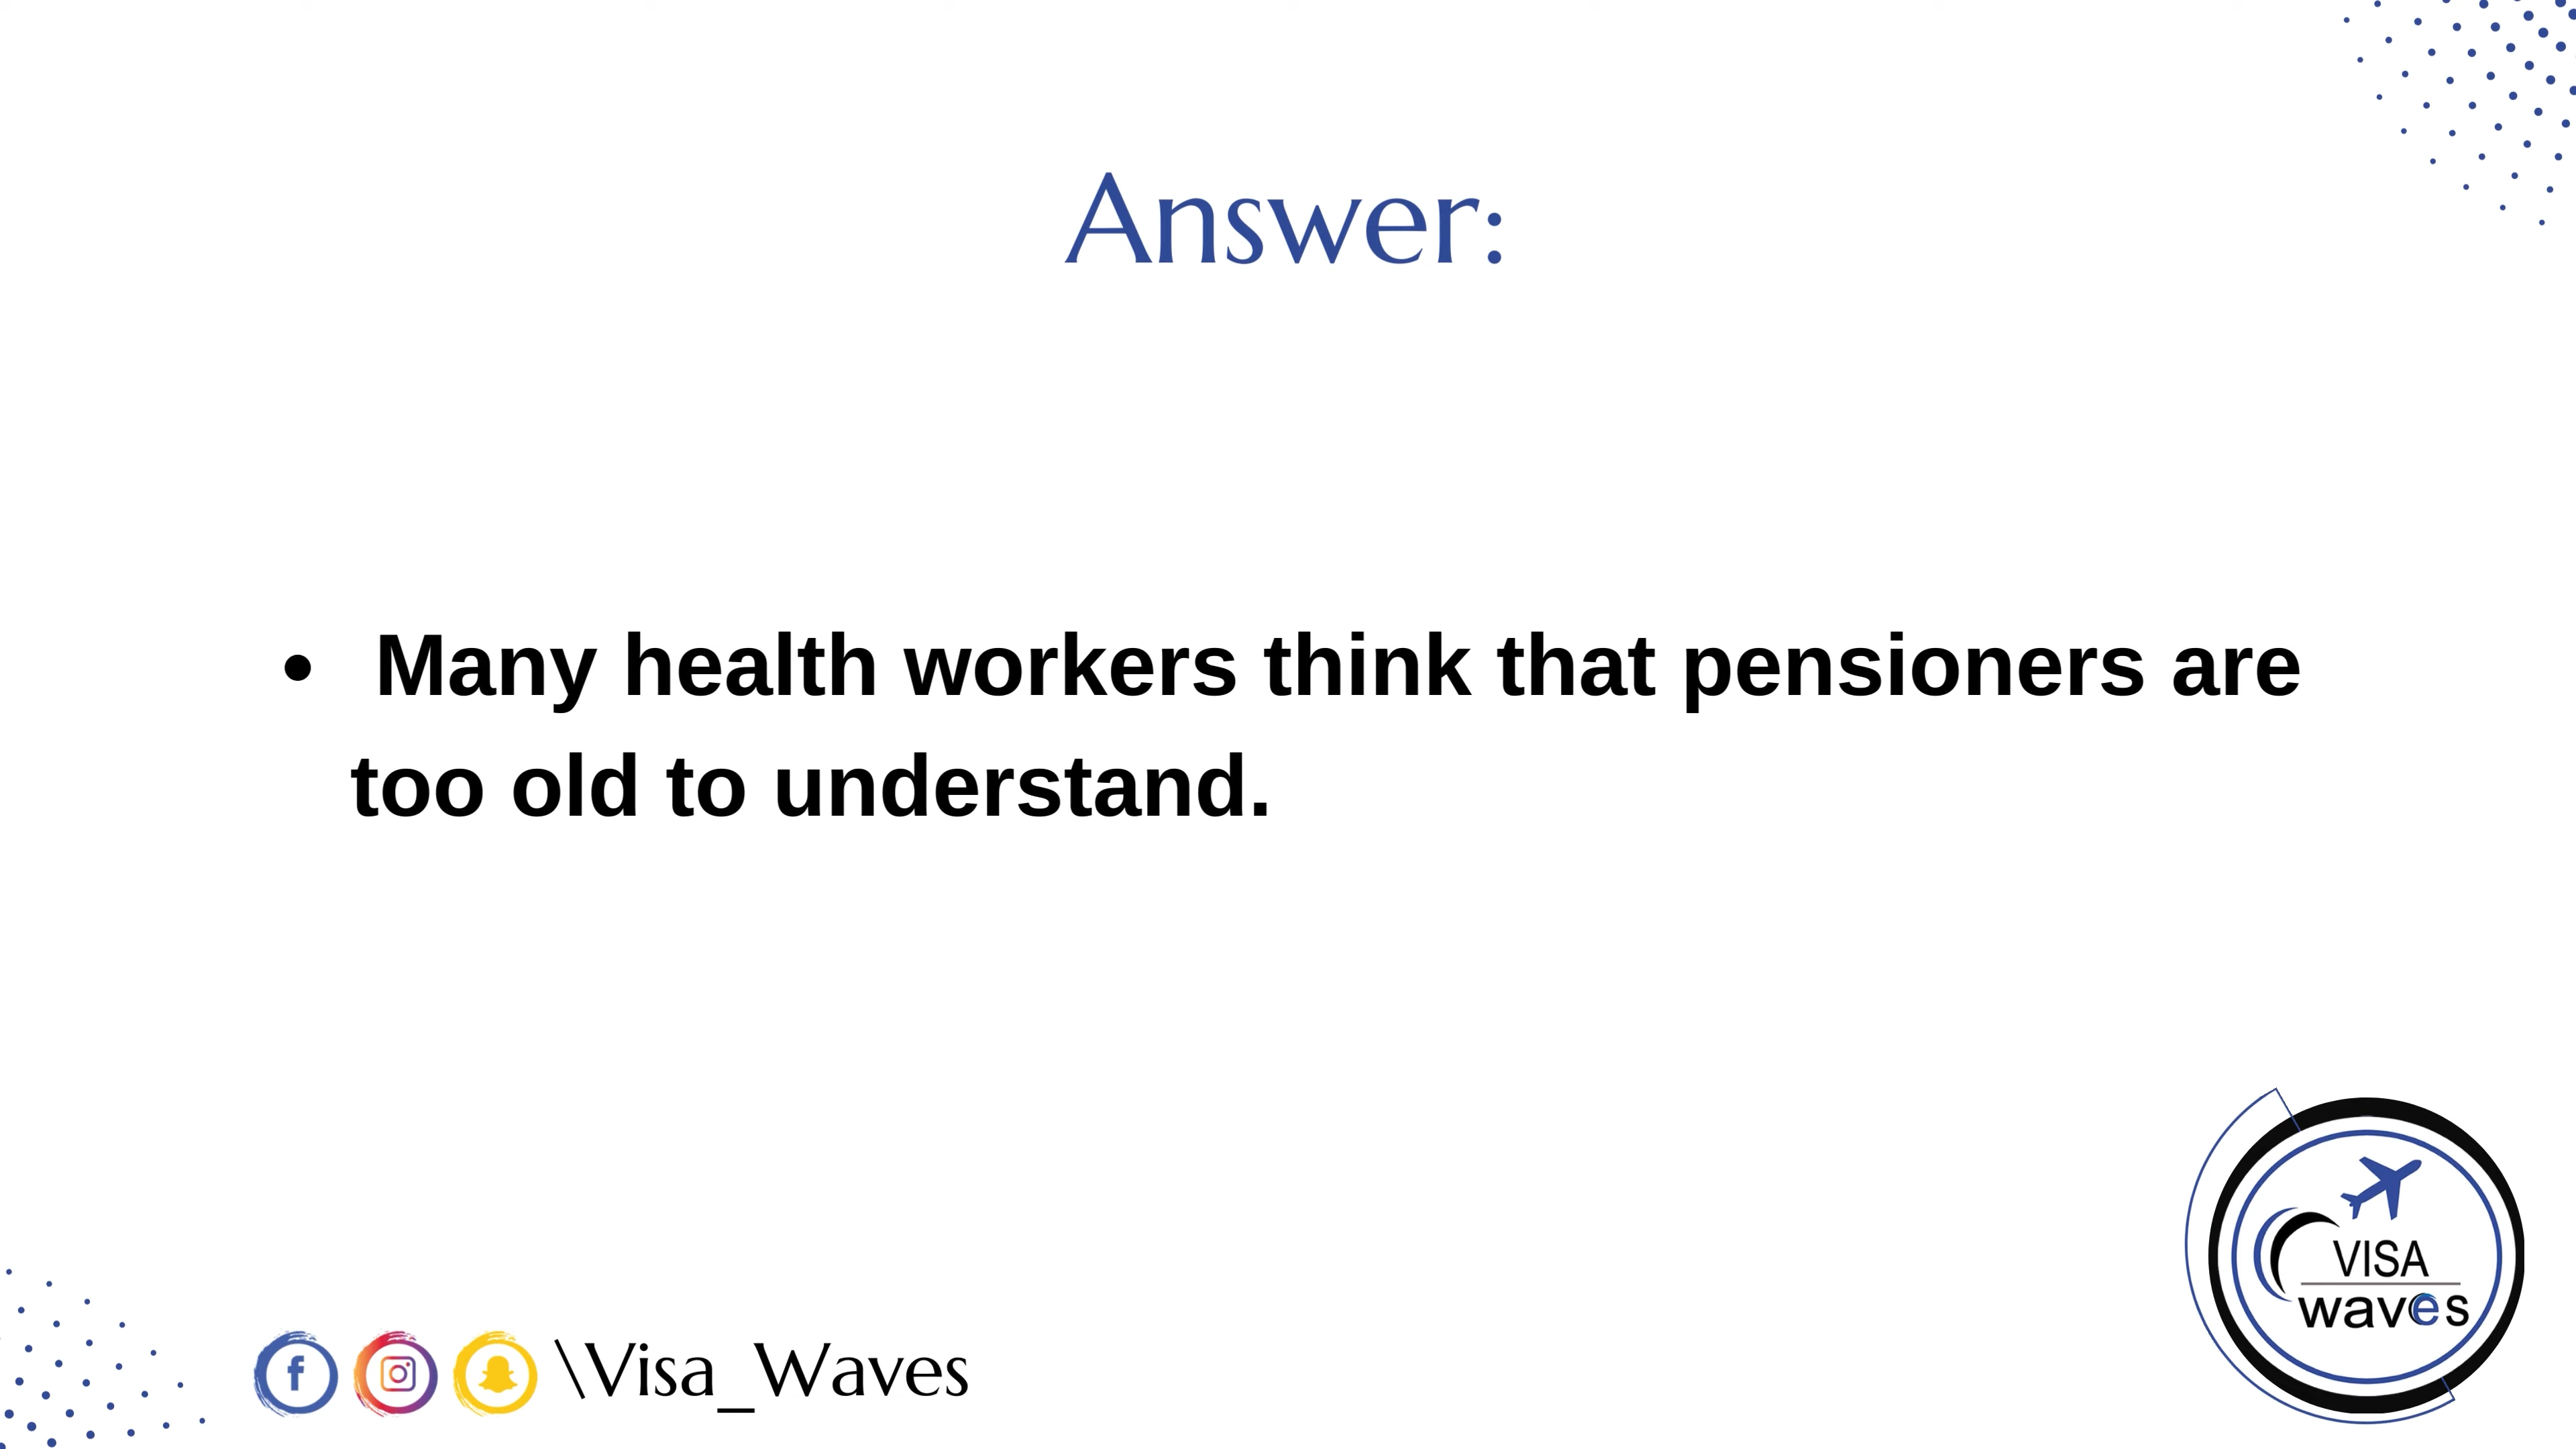 Answer:
• Many health workers think that pensioners are
too old to understand.
VISA
waves
\Visa_Waves